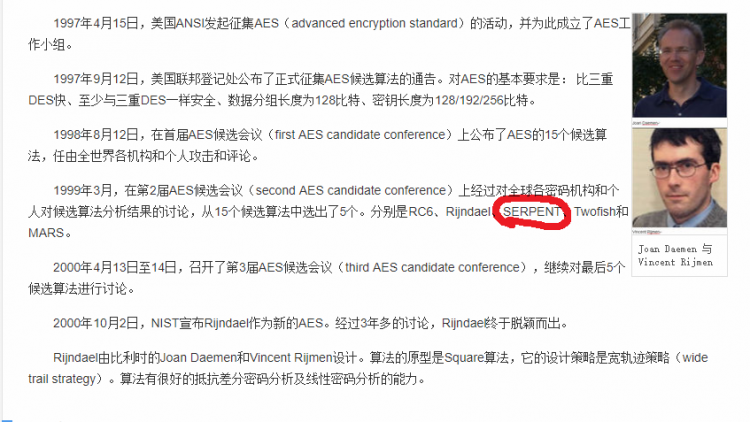 1997年4月15日，美国ANSI发起征集AES（advanced encryption standard）的活动，并为此成立了AES工
作小组。
1997年9月12日，美国联邦登记处公布了正式征集AES候选算法的通告。对AES的基本要求是： 比三重
DES快、至少与三重DES一样安全、数据分组长度为128比特、密钥长度为128/192/256比特。
1998年8月12日，在首届AES候选会议（first AES candidate conference）上公布了AES的15个候选算
法，任由全世界各机构和个人攻击和评论。
1999年3月，在第2届AES候选会议（second AES candidate conference）上经过对全球各密码机构和个
人对候选算法分析结果的讨论，从15个候选算法中选出了5个。分别是RC6、Rijndael、SERPENT、Twofish和
MARS。
2000年4月13日至14日，召开了第3届AES候选会议（third AES candidate conference），继续对最后5个
候选算法进行讨论。
2000年10月2日，NIST宣布Rijndael作为新的AES。经过3年多的讨论，Rijndael终于脱颖而出。
Rijndael由比利时的Joan Daemen和Vincent Rijmen设计。算法的原型是Square算法，它的设计策略是宽轨迹策略（wide
trail strategy）。算法有很好的抵抗差分密码分析及线性密码分析的能力。
Joan Daemen
Vincent Rijmen
Joan Daemen 与
Vincent Rijmen